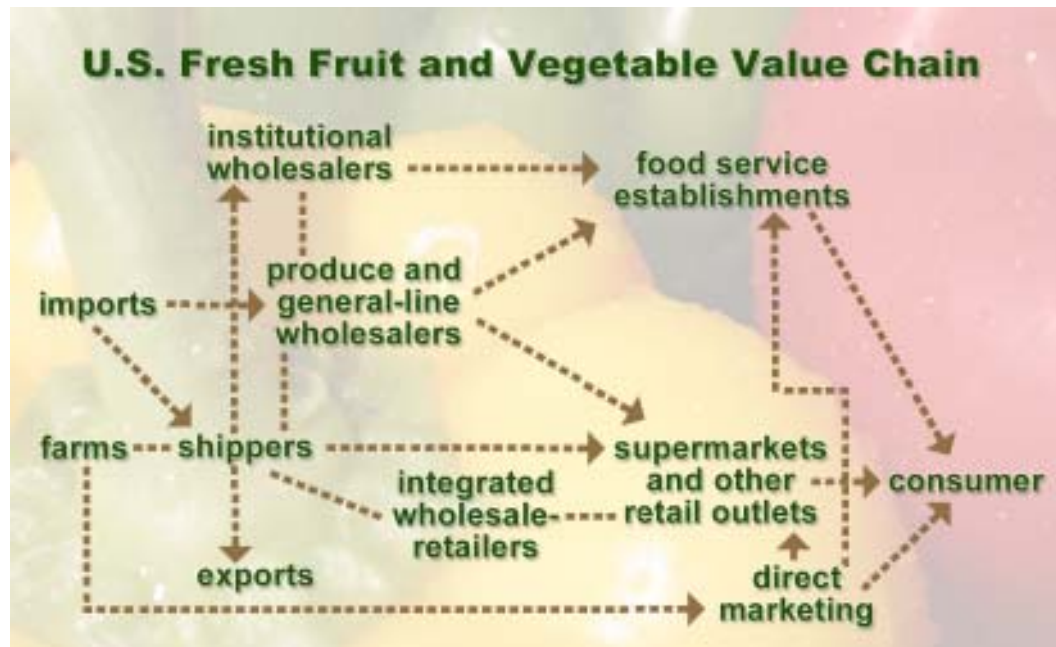 U.S. Fresh Fruit and Vegetable Value Chain
institutional
wholesalers
food service
establishments
produce and
general-line
wholesalers
imports
farms
shippers
supermarkets
and other
retail outlets
integrated
wholesale-
retailers
consumer
exports
direct
marketing